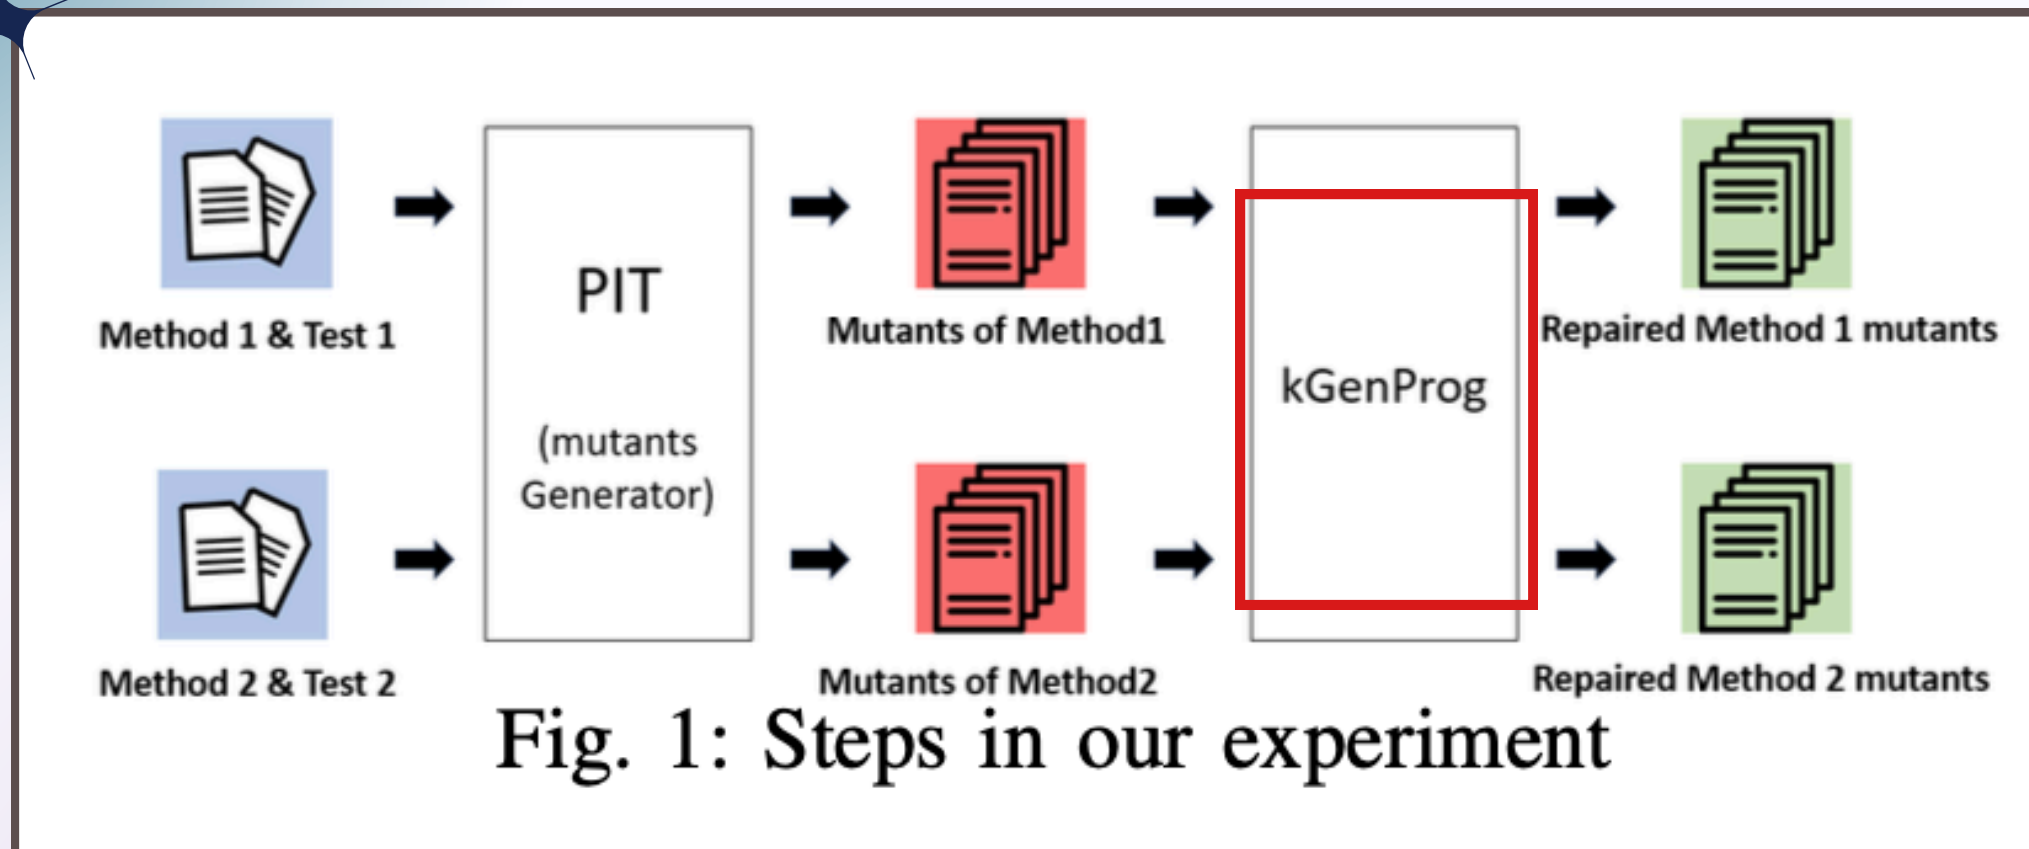 PIT
(mutants
Generator)
kGenProg
Method 1 & Test 1
Mutants of Method1
Repaired Method 1 mutants
Method 2 & Test 2
Mutants of Method2
Repaired Method 2 mutants
Fig. 1: Steps in our experiment